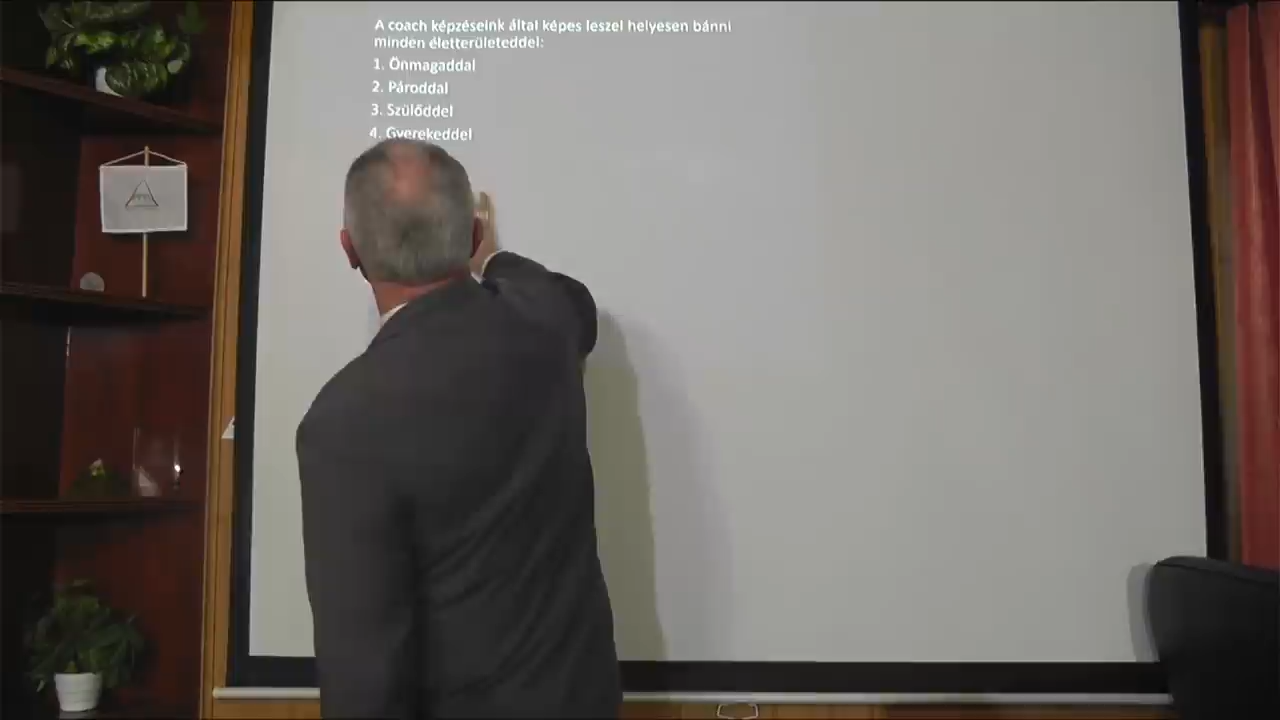 A coach képzéseink által képes leszel helyesen bánni
minden életterületeddel:
1. Önmagaddal
2. Pároddal
3. Szülőddel
4. Gyerekeddel